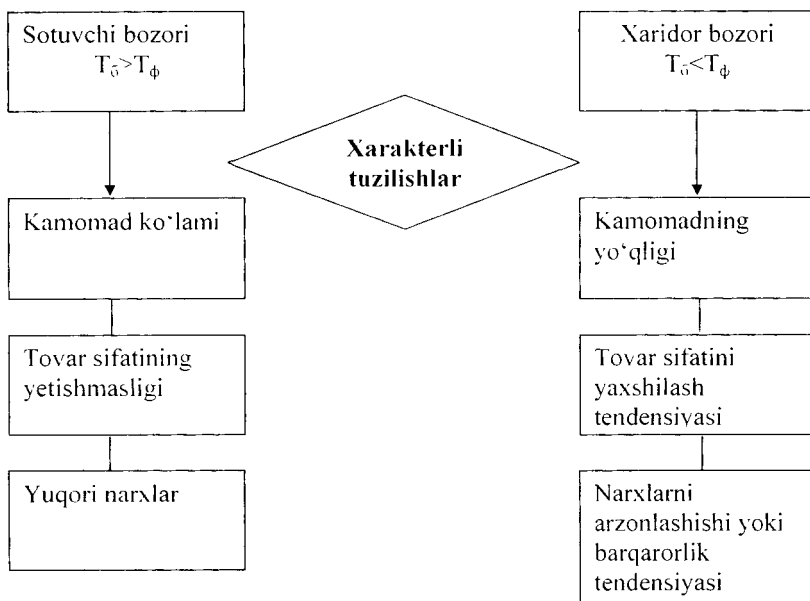 Sotuvchi bozori
Tб>Tф
Kamomad ko‘lami
Tovar sifatining
yetishmasligi
Yuqori narxlar
Xarakterli
tuzilishlar
Xaridor bozori
Tб<Tф
Kamomadning
yo‘qligi
Tovar sifatini
yaxshilash
tendensiyasi
Narxlarni
arzonlashishi yoki
barqarorlik
tendensiyasi